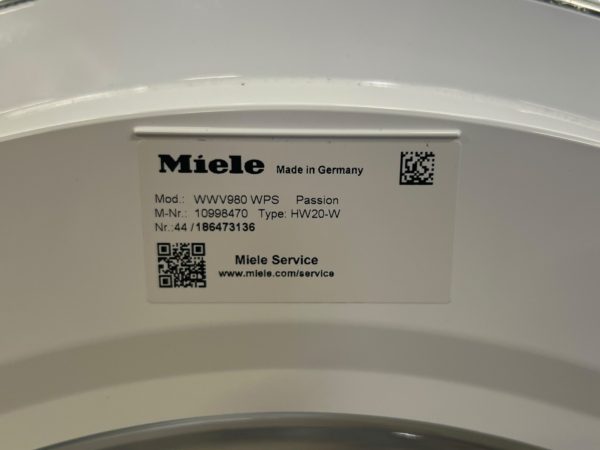 Miele Made in Germany
Mod.: WWV980 WPS Passion
M-Nr.: 10998470 Type: HW20-W
Nr.:44 /186473136
Miele Service
www.miele.com/service